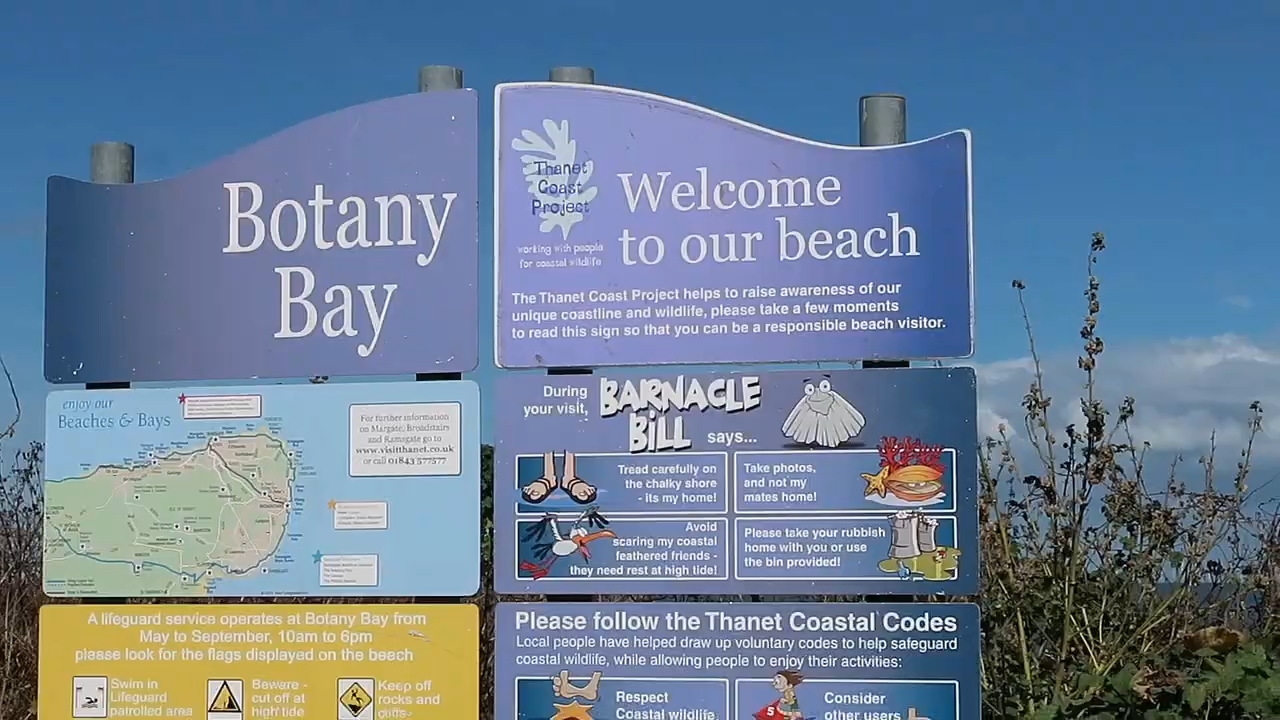 Botany
Bay
enjoy our
Beaches & Bays
For further information
on Margate, Broadstairs
and Ramsgate go to
www.visitthanet.co.uk
or call 01843 577577
A lifeguard service operates at Botany Bay from
May to September, 10am to 6pm
please look for the flags displayed on the beach
Swim in
Lifeguard
patrolled area
Beware -
cut off at
high tide
Keep off
rocks and
cliffs
Thanet
Coast
Project
working with people
for coastal wildlife
Welcome
to our beach
The Thanet Coast Project helps to raise awareness of our
unique coastline and wildlife, please take a few moments
to read this sign so that you can be a responsible beach visitor.
During
your visit,
BARNACLE
BILL
says...
Tread carefully on
the chalky shore
- its my home!
Take photos,
and not my
mates home!
Avoid
scaring my coastal
feathered friends -
they need rest at high tide!
Please take your rubbish
home with you or use
the bin provided!
Please follow the Thanet Coastal Codes
Local people have helped draw up voluntary codes to help safeguard
coastal wildlife, while allowing people to enjoy their activities:
Respect
Coastal wildlife,
Consider
other users